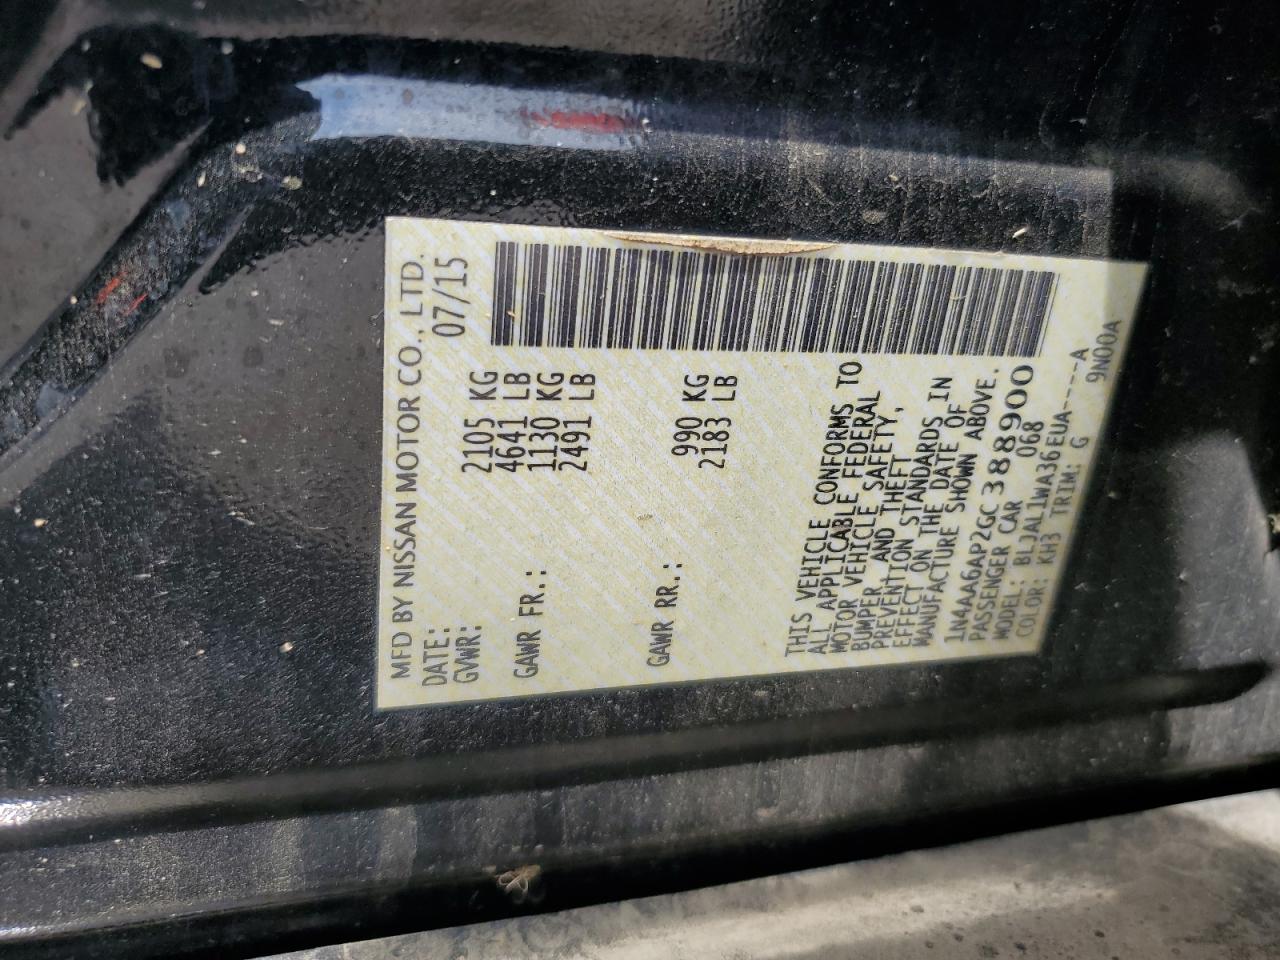 MFD BY NISSAN MOTOR CO., LTD.
DATE: 07/15
GVWR: 2105 KG
4641 LB
GAWR FR.: 1130 KG
2491 LB
GAWR RR.: 990 KG
2183 LB
THIS VEHICLE CONFORMS TO
ALL APPLICABLE FEDERAL
MOTOR VEHICLE SAFETY,
BUMPER AND THEFT
PREVENTION STANDARDS IN
EFFECT ON THE DATE OF
MANUFACTURE SHOWN ABOVE.
1N4AA6AP2GC388900
PASSENGER CAR 068
MODEL: BLJAL1WA36EUA-----A
COLOR: KH3 TRIM: G 9N00A